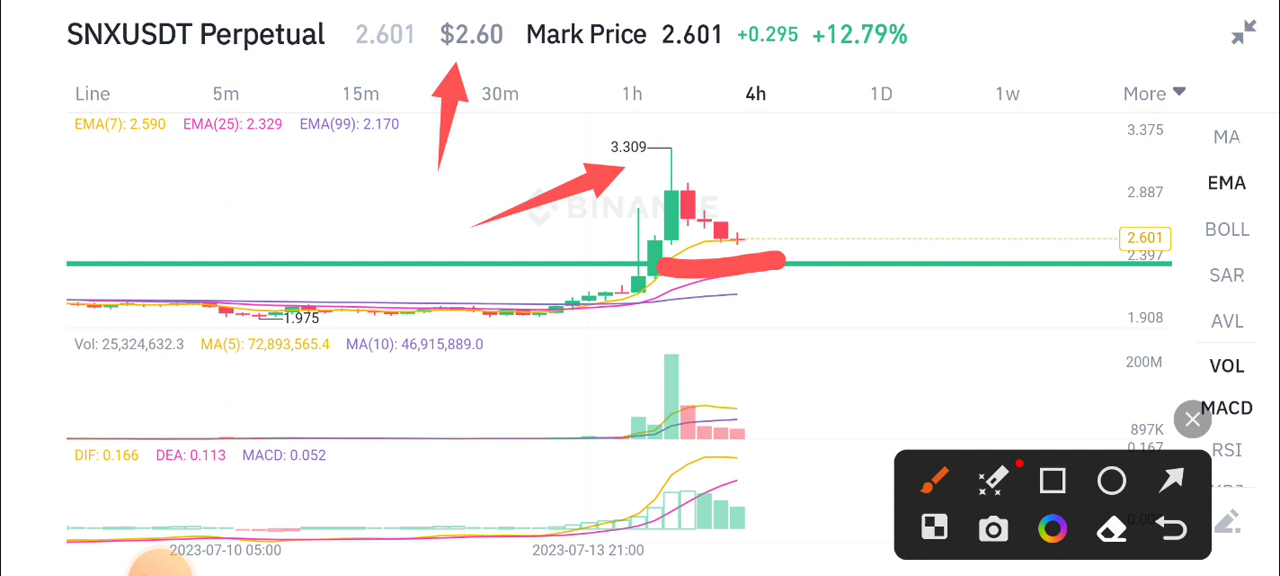 SNXUSDT Perpetual 2.601 $2.60 Mark Price 2.601 +0.295 +12.79%
Line 5m 15m 30m 1h 4h 1D 1w More
EMA(7): 2.590 EMA(25): 2.329 EMA(99): 2.170
3.375
MA
3.309
EMA
2.887
BINANCE
BOLL
2.601
2.397
SAR
1.975
1.908
AVL
Vol: 25,324,632.3 MA(5): 72,893,565.4 MA(10): 46,915,889.0
200M
VOL
MACD
897K
0.167
RSI
DIF: 0.166 DEA: 0.113 MACD: 0.052
2023-07-10 05:00 2023-07-13 21:00